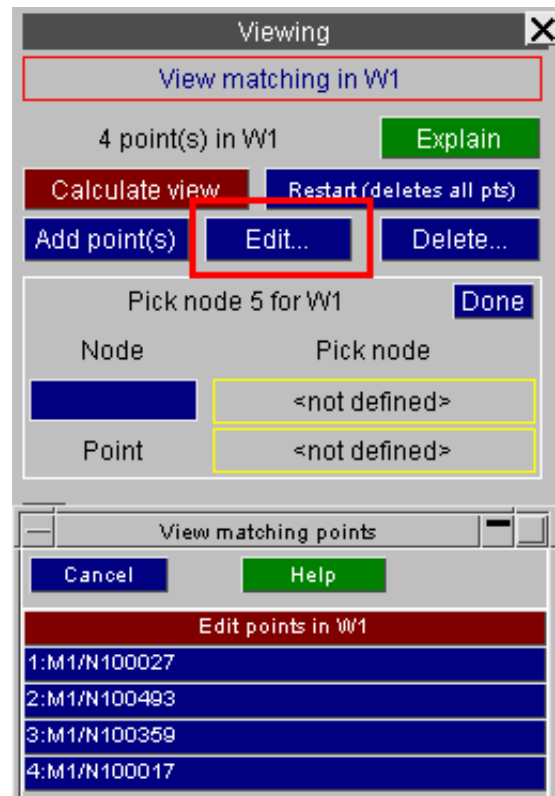 Viewing
View matching in W1
4 point(s) in W1 Explain
Calculate view Restart (deletes all pts)
Add point(s) Edit... Delete...
Pick node 5 for W1 Done
Node Pick node
<not defined>
Point <not defined>
View matching points
Cancel Help
Edit points in W1
1:M1/N100027
2:M1/N100493
3:M1/N100359
4:M1/N100017